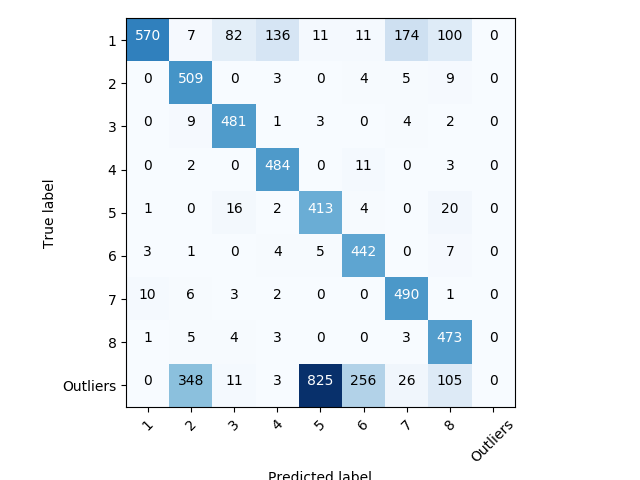 1 570 7 82 136 11 11 174 100 0
2 0 509 0 3 0 4 5 9 0
3 0 9 481 1 3 0 4 2 0
4 0 2 0 484 0 11 0 3 0
5 1 0 16 2 413 4 0 20 0
6 3 1 0 4 5 442 0 7 0
7 10 6 3 2 0 0 490 1 0
8 1 5 4 3 0 0 3 473 0
Outliers 0 348 11 3 825 256 26 105 0
True label
1 2 3 4 5 6 7 8 Outliers
Predicted label